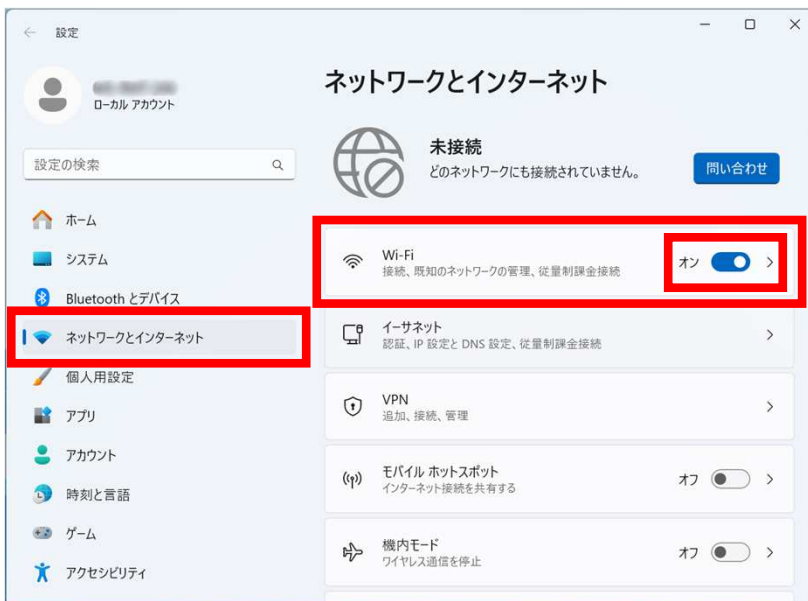 設定
ローカル アカウント
設定の検索
ホーム
システム
Bluetooth とデバイス
ネットワークとインターネット
個人用設定
アプリ
アカウント
時刻と言語
ゲーム
アクセシビリティ
ネットワークとインターネット
未接続
どのネットワークにも接続されていません。
問い合わせ
Wi-Fi
接続、既知のネットワークの管理、従量制課金接続
オン
イーサネット
認証、IP 設定と DNS 設定、従量制課金接続
VPN
追加、接続、管理
モバイル ホットスポット
インターネット接続を共有する
オフ
機内モード
ワイヤレス通信を停止
オフ